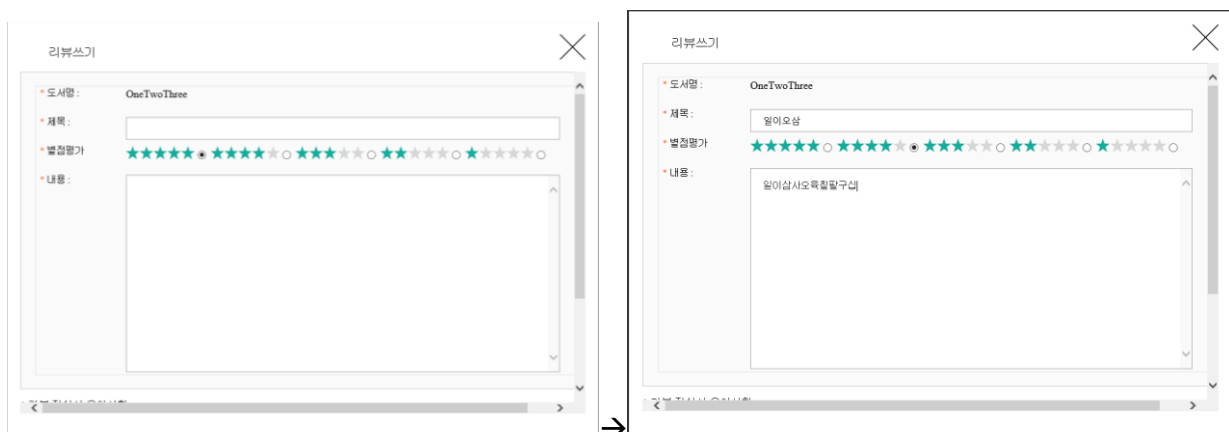 리뷰쓰기
* 도서명 : OneTwoThree
* 제목 :
* 별점평가
* 내용 :
→
리뷰쓰기
* 도서명 : OneTwoThree
* 제목 : 일이오삼
* 별점평가
* 내용 : 일이삼사오육칠팔구십